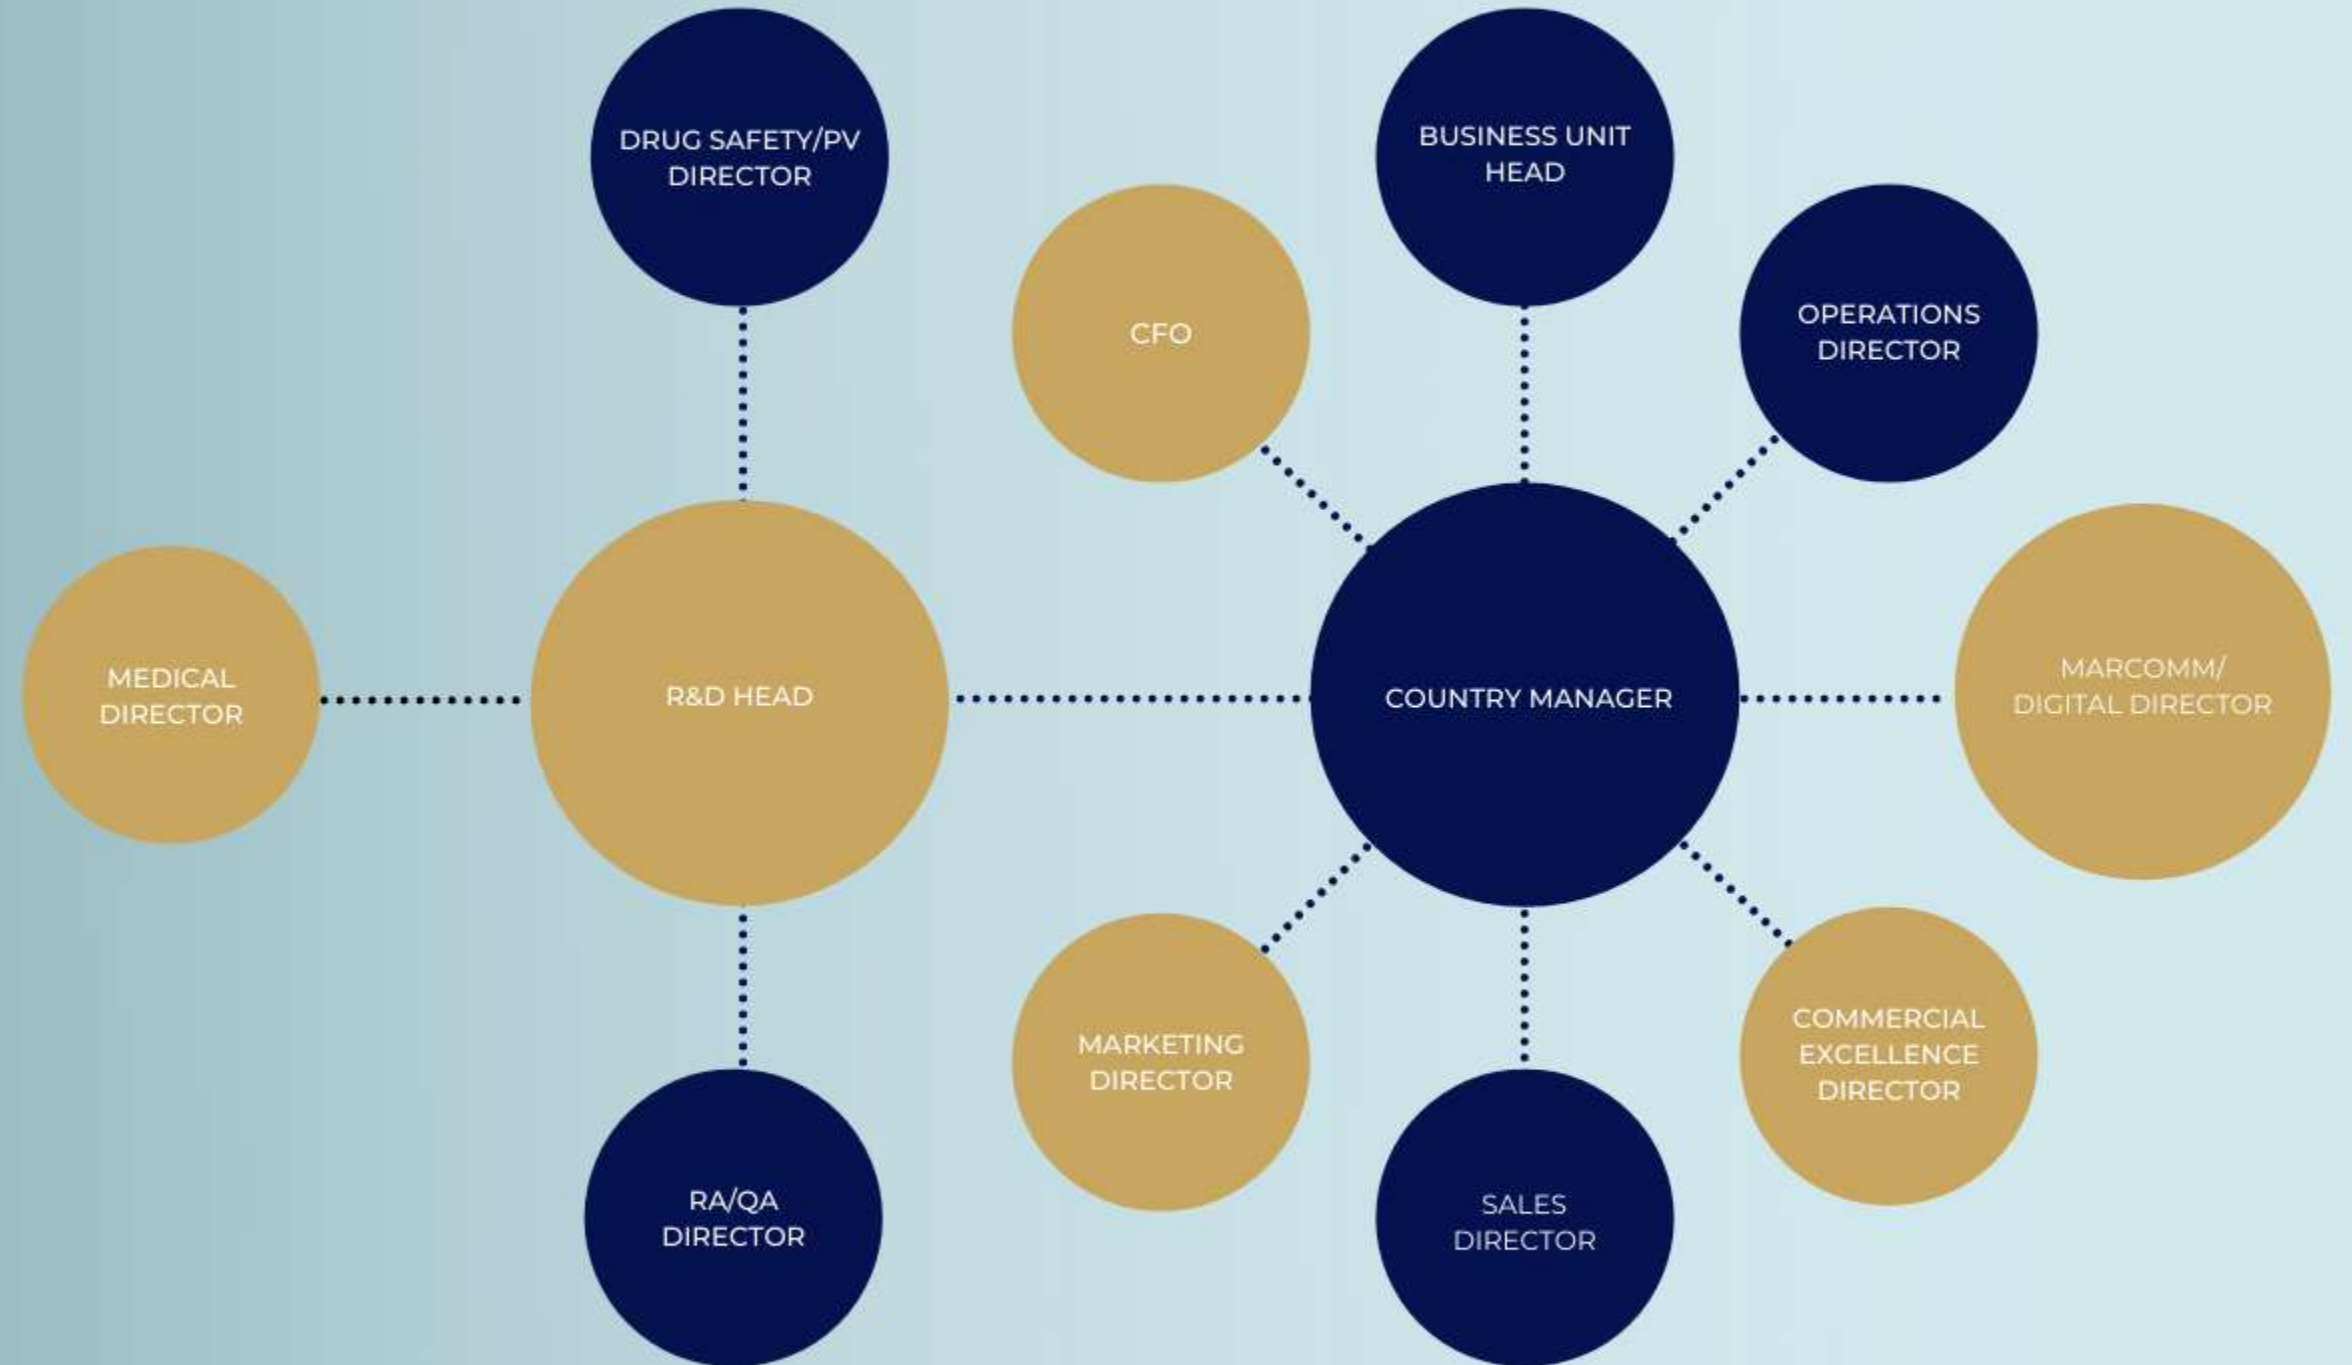 DRUG SAFETY/PV
DIRECTOR
BUSINESS UNIT
HEAD
CFO
OPERATIONS
DIRECTOR
MEDICAL
DIRECTOR
R&D HEAD
COUNTRY MANAGER
MARCOMM/
DIGITAL DIRECTOR
MARKETING
DIRECTOR
COMMERCIAL
EXCELLENCE
DIRECTOR
RA/QA
DIRECTOR
SALES
DIRECTOR